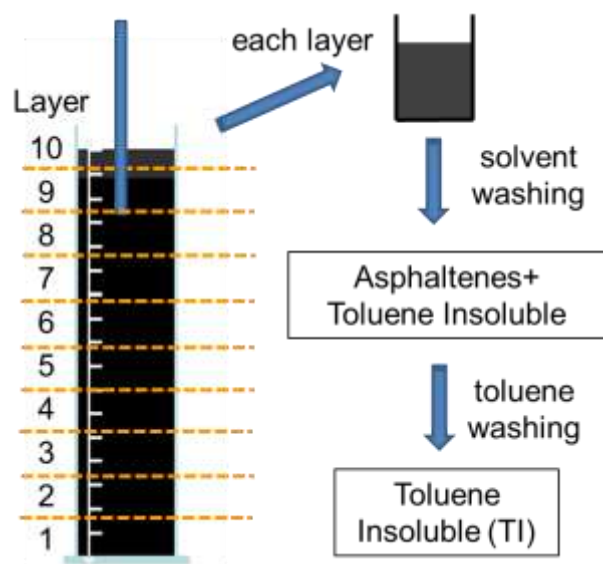 Layer
10
9
8
7
6
5
4
3
2
1
each layer
solvent
washing
Asphaltenes+
Toluene Insoluble
toluene
washing
Toluene
Insoluble (TI)